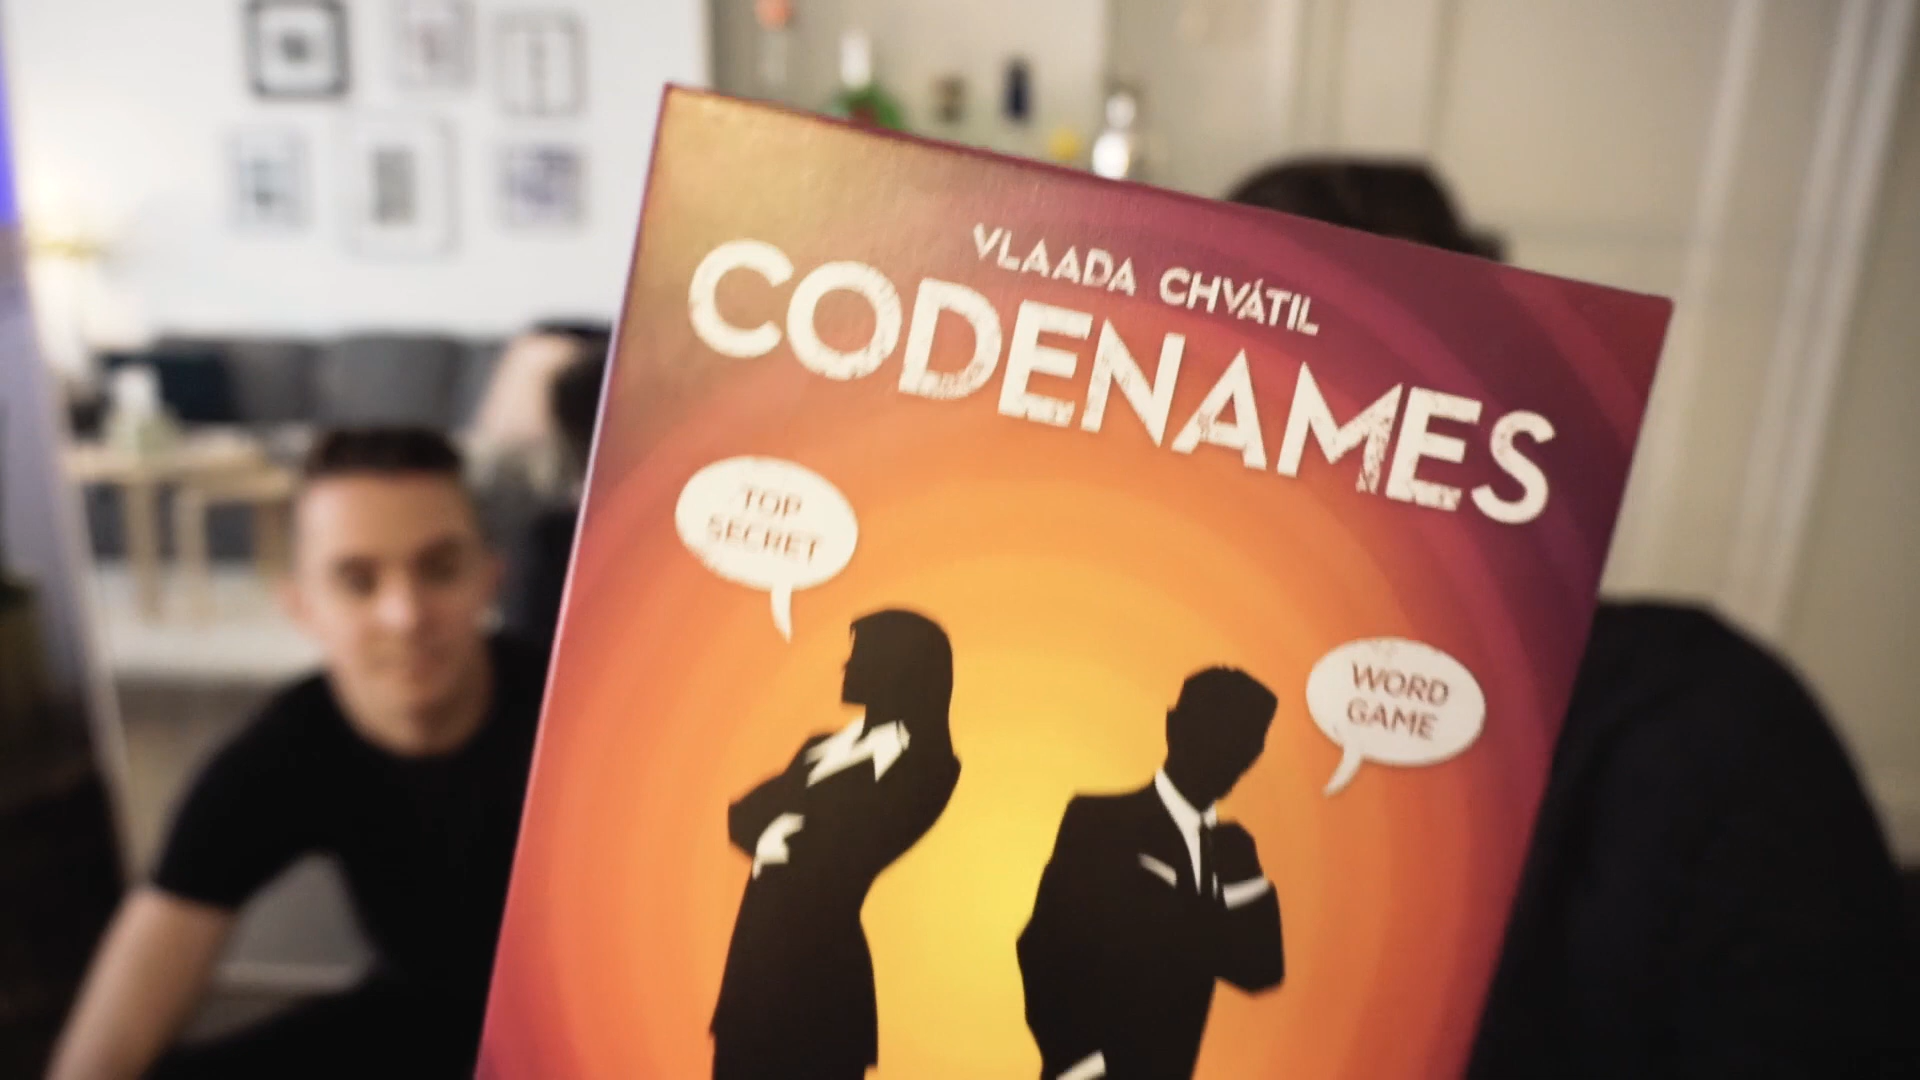 VLAADA CHVÁTIL
CODENAMES
TOP
SECRET
WORD
GAME